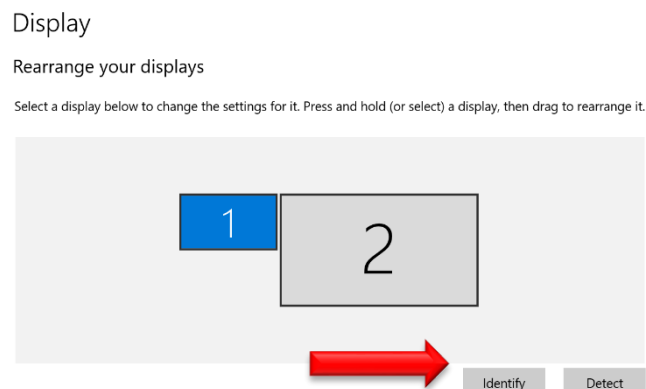 Display
Rearrange your displays
Select a display below to change the settings for it. Press and hold (or select) a display, then drag to rearrange it.
1
2
Identify
Detect